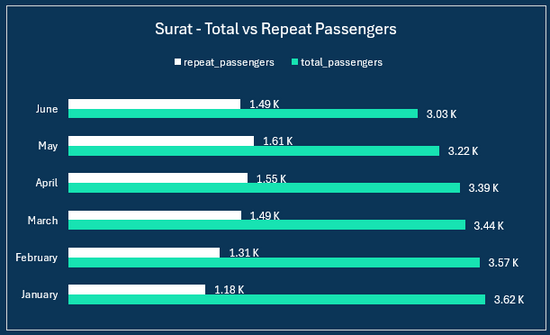 Surat - Total vs Repeat Passengers
repeat_passengers total_passengers
June 1.49 K
3.03 K
May 1.61 K
3.22 K
April 1.55 K
3.39 K
March 1.49 K
3.44 K
February 1.31 K
3.57 K
January 1.18 K
3.62 K